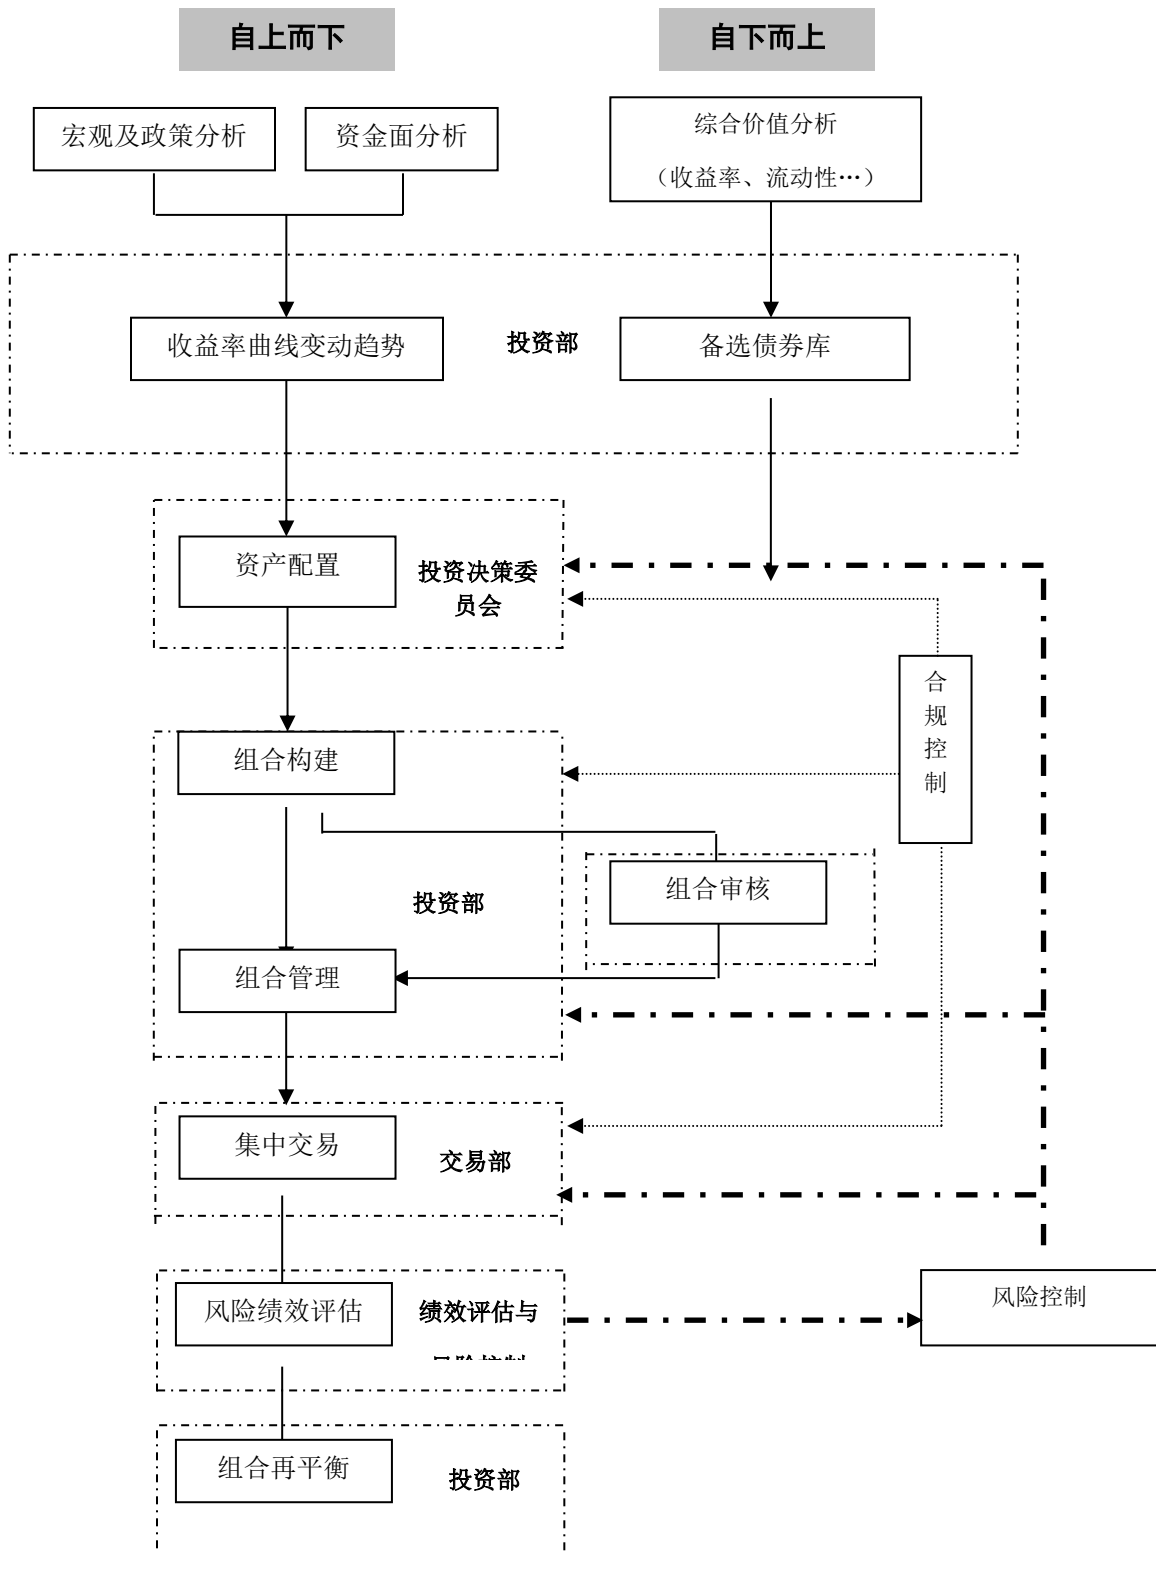 自上而下
自下而上
宏观及政策分析
资金面分析
综合价值分析
（收益率、流动性…）
收益率曲线变动趋势
投资部
备选债券库
资产配置
投资决策委
员会
合
规
控
制
组合构建
组合审核
投资部
组合管理
集中交易
交易部
风险绩效评估
绩效评估与
风险控制
组合再平衡
投资部